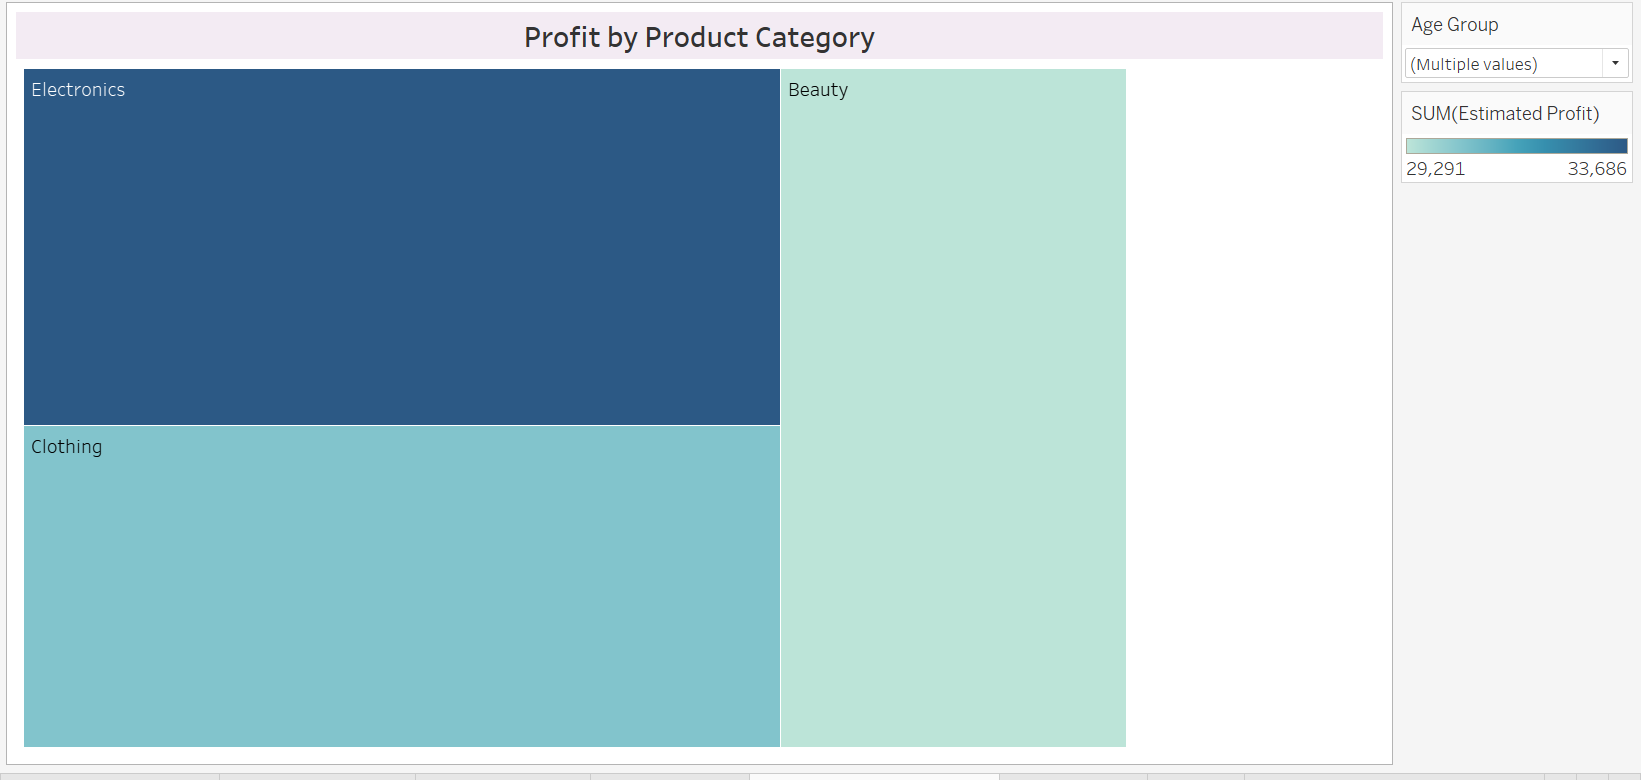 Profit by Product Category
Electronics
Beauty
Clothing
Age Group
(Multiple values)
SUM(Estimated Profit)
29,291 33,686